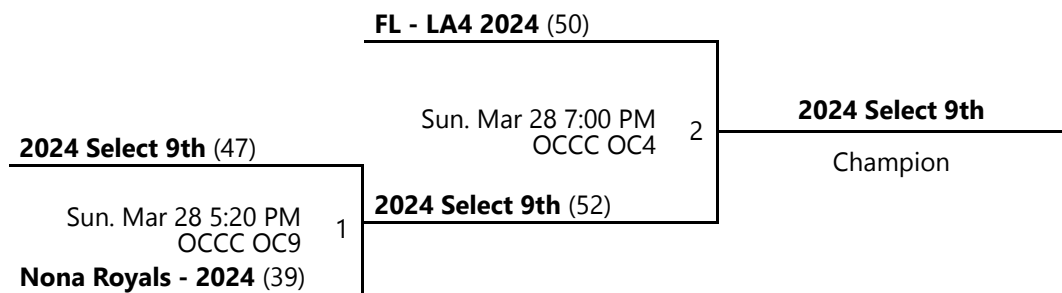 FL - LA4 2024 (50)
Sun. Mar 28 7:00 PM
OCCC OC4
2
2024 Select 9th
Champion
2024 Select 9th (47)
Sun. Mar 28 5:20 PM
OCCC OC9
1
2024 Select 9th (52)
Nona Royals - 2024 (39)